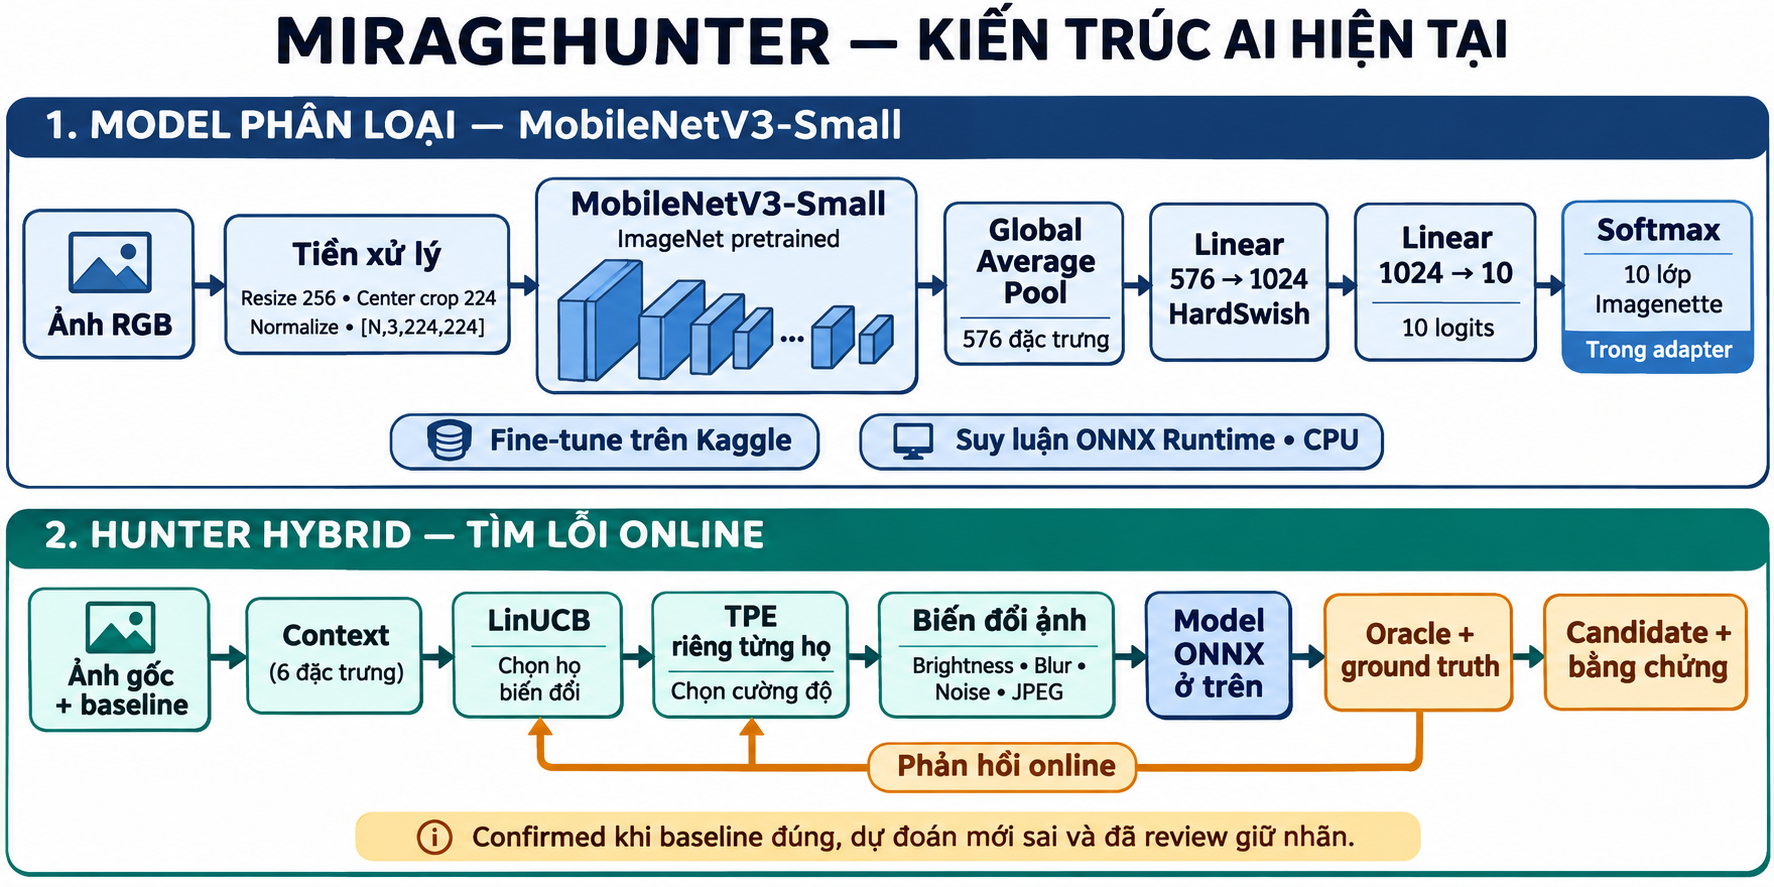 MIRAGEHUNTER — KIẾN TRÚC AI HIỆN TẠI
1. MODEL PHÂN LOẠI — MobileNetV3-Small
Ảnh RGB
Tiền xử lý
Resize 256 • Center crop 224
Normalize • [N,3,224,224]
MobileNetV3-Small
ImageNet pretrained
...
Global
Average
Pool
576 đặc trưng
Linear
576 → 1024
HardSwish
Linear
1024 → 10
10 logits
Softmax
10 lớp
Imagenette
Trong adapter
Fine-tune trên Kaggle
Suy luận ONNX Runtime • CPU
2. HUNTER HYBRID — TÌM LỖI ONLINE
Ảnh gốc
+ baseline
Context
(6 đặc trưng)
LinUCB
Chọn họ
biến đổi
TPE
riêng từng họ
Chọn cường độ
Biến đổi ảnh
Brightness • Blur •
Noise • JPEG
Model
ONNX
ở trên
Oracle +
ground truth
Candidate +
bằng chứng
Phản hồi online
Confirmed khi baseline đúng, dự đoán mới sai và đã review giữ nhãn.